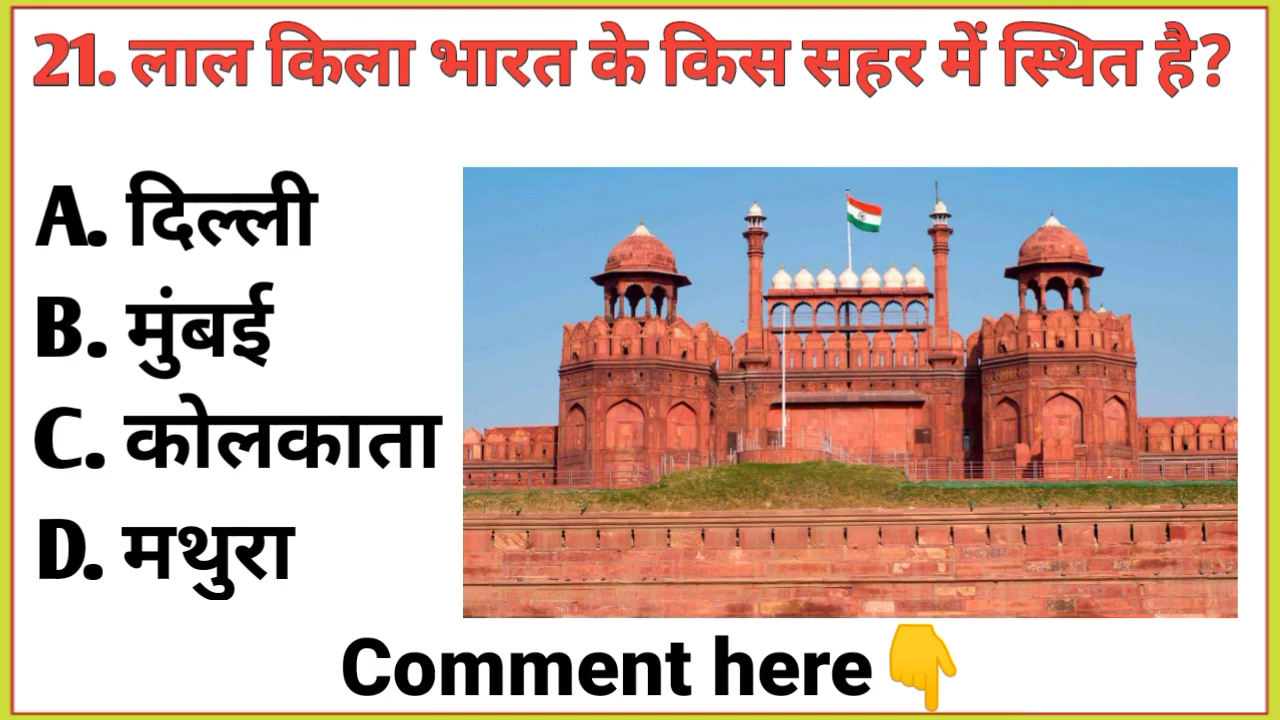 21. लाल किला भारत के किस सहर में स्थित है?
A. दिल्ली
B. मुंबई
C. कोलकाता
D. मथुरा
Comment here👇